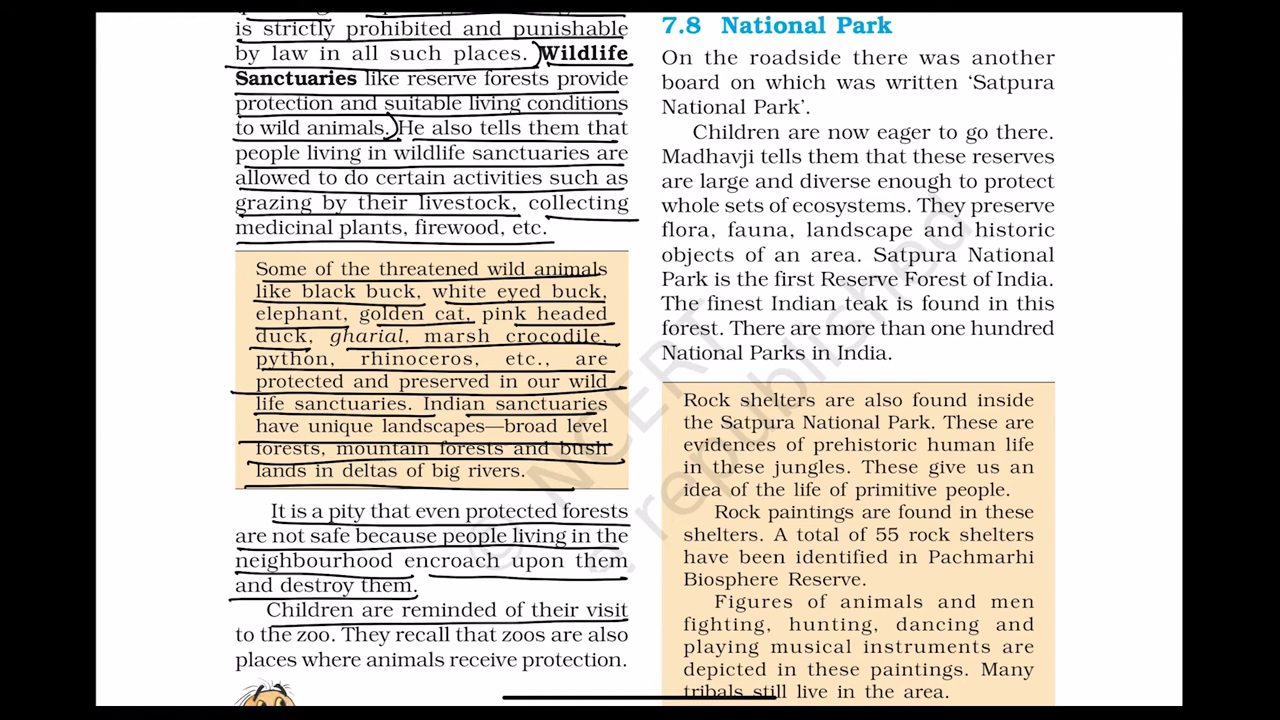 is strictly prohibited and punishable
by law in all such places. Wildlife
Sanctuaries like reserve forests provide
protection and suitable living conditions
to wild animals. He also tells them that
people living in wildlife sanctuaries are
allowed to do certain activities such as
grazing by their livestock, collecting
medicinal plants, firewood, etc.
Some of the threatened wild animals
like black buck, white eyed buck,
elephant, golden cat, pink headed
duck, gharial, marsh crocodile,
python, rhinoceros, etc., are
protected and preserved in our wild
life sanctuaries. Indian sanctuaries
have unique landscapes—broad level
forests, mountain forests and bush
lands in deltas of big rivers.
It is a pity that even protected forests
are not safe because people living in the
neighbourhood encroach upon them
and destroy them.
Children are reminded of their visit
to the zoo. They recall that zoos are also
places where animals receive protection.
7.8 National Park
On the roadside there was another
board on which was written ‘Satpura
National Park’.
Children are now eager to go there.
Madhavji tells them that these reserves
are large and diverse enough to protect
whole sets of ecosystems. They preserve
flora, fauna, landscape and historic
objects of an area. Satpura National
Park is the first Reserve Forest of India.
The finest Indian teak is found in this
forest. There are more than one hundred
National Parks in India.
Rock shelters are also found inside
the Satpura National Park. These are
evidences of prehistoric human life
in these jungles. These give us an
idea of the life of primitive people.
Rock paintings are found in these
shelters. A total of 55 rock shelters
have been identified in Pachmarhi
Biosphere Reserve.
Figures of animals and men
fighting, hunting, dancing and
playing musical instruments are
depicted in these paintings. Many
tribals still live in the area.
© NCERT
republished